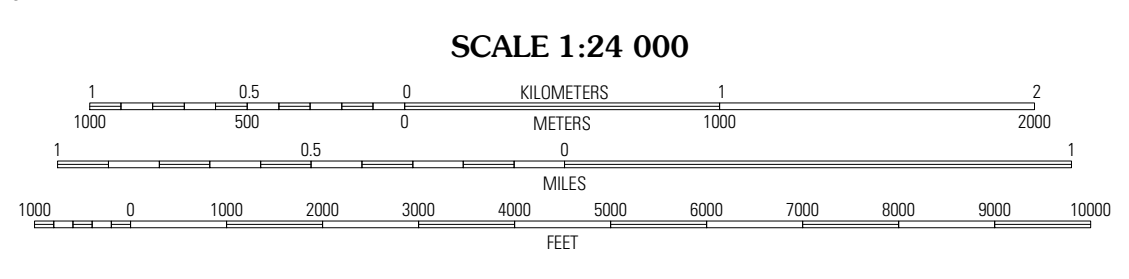 SCALE 1:24 000
1 0.5 0 KILOMETERS 1 2
1000 500 0 METERS 1000 2000
1 0.5 0 1
MILES
1000 0 1000 2000 3000 4000 5000 6000 7000 8000 9000 10000
FEET